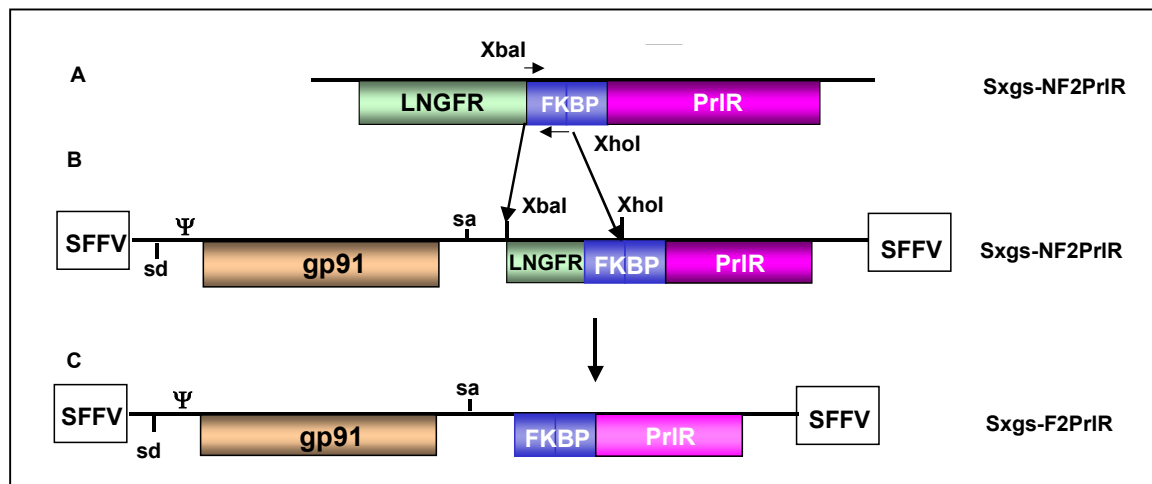 XbaI
A
LNGFR
FKBP
PrlR
Sxgs-NF2PrlR
XhoI
B
XbaI
XhoI
SFFV
Ψ
sa
sd
gp91
LNGFR
FKBP
PrlR
SFFV
Sxgs-NF2PrlR
C
SFFV
Ψ
sa
sd
gp91
FKBP
PrlR
SFFV
Sxgs-F2PrlR